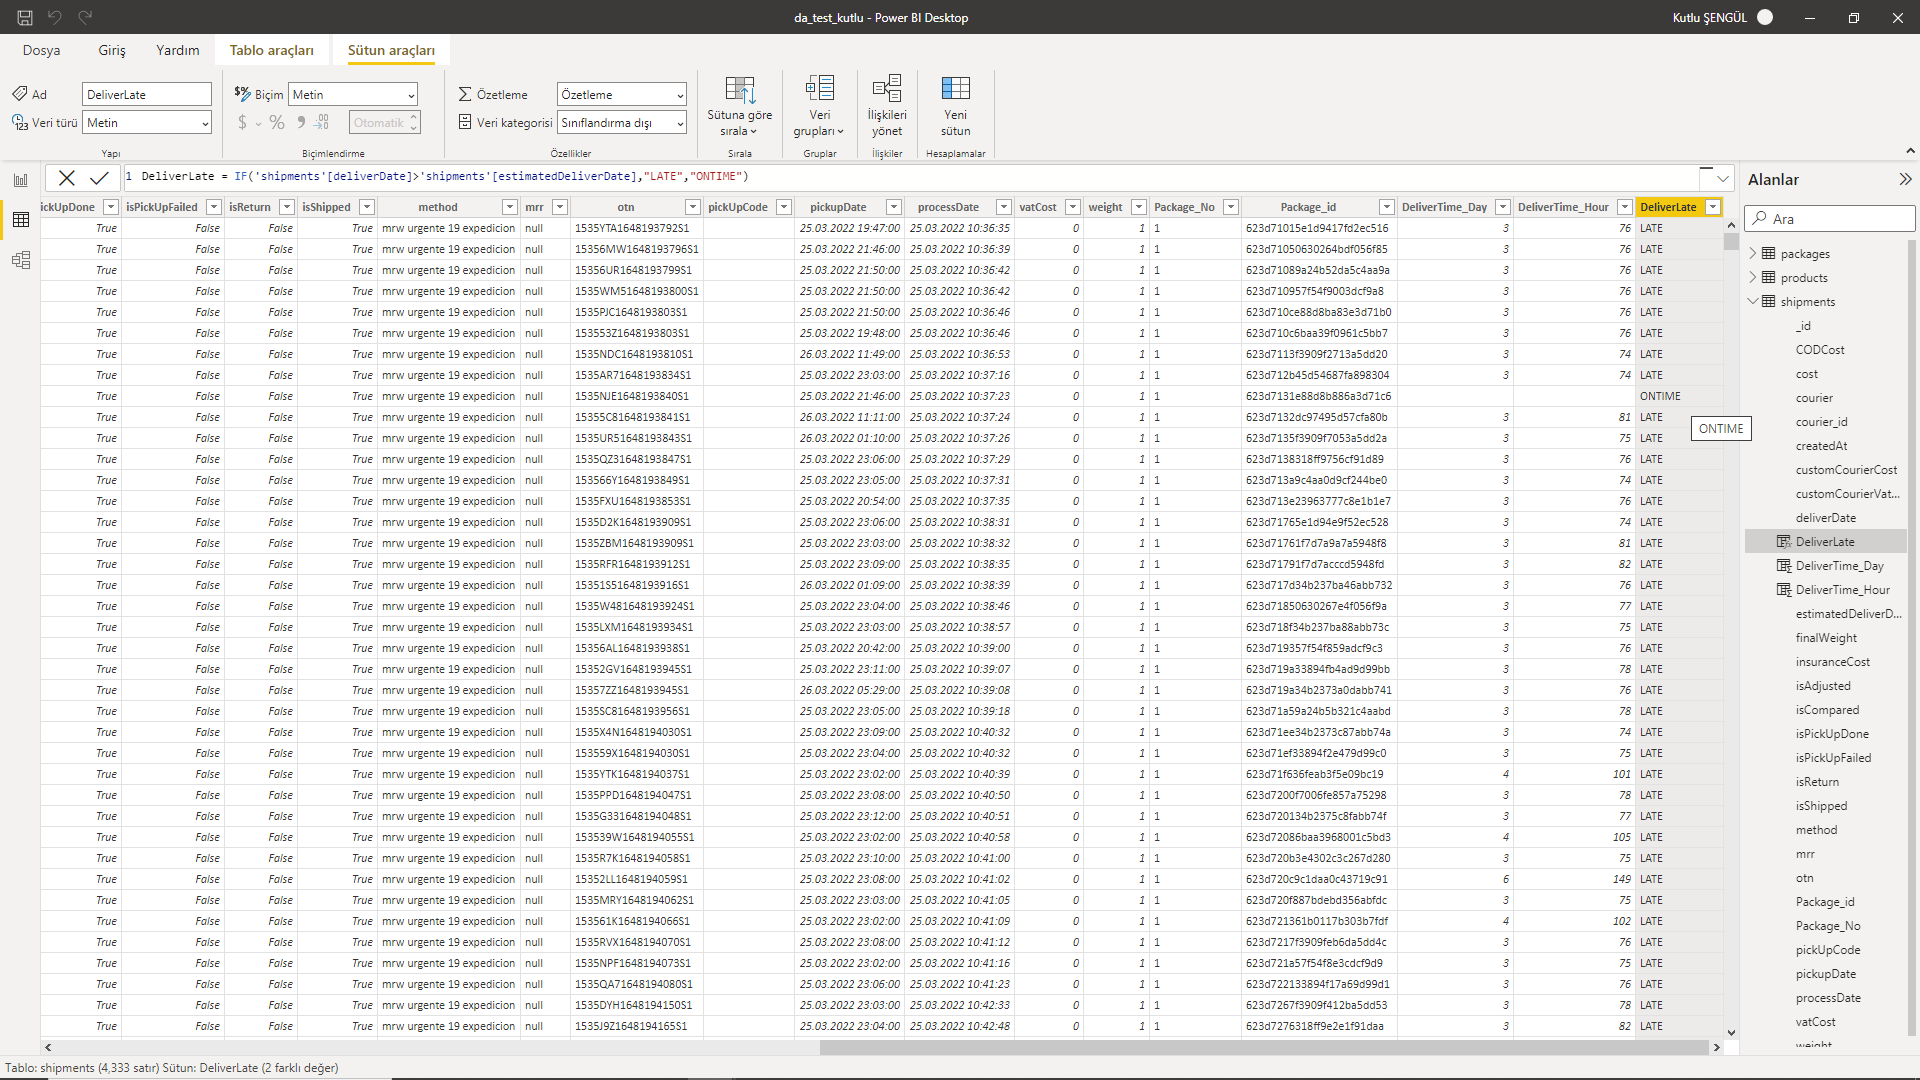 da_test_kutlu - Power BI Desktop
Kutlu ŞENGÜL
Dosya Giriş Yardım Tablo araçları Sütun araçları
Ad DeliverLate
Veri türü Metin
Yapı
Biçim Metin
$ % 9 Otomatik
Biçimlendirme
Özetleme Özetleme
Veri kategorisi Sınıflandırma dışı
Özellikler
Sütuna göre sırala
Sırala
Veri grupları
Gruplar
İlişkileri yönet
İlişkiler
Yeni sütun
Hesaplamalar
1 DeliverLate = IF('shipments'[deliverDate]>'shipments'[estimatedDeliverDate],"LATE","ONTIME")
ickUpDone isPickUpFailed isReturn isShipped method mrr otn pickUpCode pickupDate processDate vatCost weight Package_No Package_id DeliverTime_Day DeliverTime_Hour DeliverLate
True False False True mrw urgente 19 expedicion null 1535YTA1648193792S1 25.03.2022 19:47:00 25.03.2022 10:36:35 0 1 1 623d71015e1d9417fd2ec516 3 76 LATE
True False False True mrw urgente 19 expedicion null 15356MW1648193796S1 25.03.2022 21:46:00 25.03.2022 10:36:39 0 1 1 623d71050630264bdf056f85 3 76 LATE
True False False True mrw urgente 19 expedicion null 15356UR1648193799S1 25.03.2022 21:50:00 25.03.2022 10:36:42 0 1 1 623d71089a24b52da5c4aa9a 3 76 LATE
True False False True mrw urgente 19 expedicion null 1535WM51648193800S1 25.03.2022 21:50:00 25.03.2022 10:36:42 0 1 1 623d710957f54f9003dcf9a8 3 76 LATE
True False False True mrw urgente 19 expedicion null 1535PJC1648193803S1 25.03.2022 21:50:00 25.03.2022 10:36:46 0 1 1 623d710ce88d8ba83e3d71b0 3 76 LATE
True False False True mrw urgente 19 expedicion null 153553Z1648193803S1 25.03.2022 19:48:00 25.03.2022 10:36:46 0 1 1 623d710c6baa39f0961c5bb7 3 76 LATE
True False False True mrw urgente 19 expedicion null 1535NDC1648193810S1 26.03.2022 11:49:00 25.03.2022 10:36:53 0 1 1 623d7113f3909f2713a5dd20 3 74 LATE
True False False True mrw urgente 19 expedicion null 1535AR71648193834S1 25.03.2022 23:03:00 25.03.2022 10:37:16 0 1 1 623d712b45d54687fa898304 3 74 LATE
True False False True mrw urgente 19 expedicion null 1535NJE1648193840S1 25.03.2022 21:46:00 25.03.2022 10:37:23 0 1 1 623d7131e88d8b886a3d71c6 ONTIME
True False False True mrw urgente 19 expedicion null 15355C81648193841S1 26.03.2022 11:11:00 25.03.2022 10:37:24 0 1 1 623d7132dc97495d57cfa80b 3 81 LATE
True False False True mrw urgente 19 expedicion null 1535UR51648193843S1 26.03.2022 01:10:00 25.03.2022 10:37:26 0 1 1 623d7135f3909f7053a5dd2a 3 75 LATE
ONTIME
True False False True mrw urgente 19 expedicion null 1535QZ31648193847S1 25.03.2022 23:06:00 25.03.2022 10:37:29 0 1 1 623d7138318ff9756cf91d89 3 76 LATE
True False False True mrw urgente 19 expedicion null 153566Y1648193849S1 25.03.2022 23:05:00 25.03.2022 10:37:31 0 1 1 623d713a9c4aa0d9cf244be0 3 74 LATE
True False False True mrw urgente 19 expedicion null 1535FXU1648193853S1 25.03.2022 20:54:00 25.03.2022 10:37:35 0 1 1 623d713e23963777c8e1b1e7 3 76 LATE
True False False True mrw urgente 19 expedicion null 1535D2K1648193909S1 25.03.2022 23:06:00 25.03.2022 10:38:31 0 1 1 623d71765e1d94e9f52ec528 3 74 LATE
True False False True mrw urgente 19 expedicion null 1535ZBM1648193909S1 25.03.2022 23:03:00 25.03.2022 10:38:32 0 1 1 623d71761f7d7a9a7a5948f8 3 81 LATE
True False False True mrw urgente 19 expedicion null 1535RFR1648193912S1 25.03.2022 23:09:00 25.03.2022 10:38:35 0 1 1 623d71791f7d7acccd5948fd 3 82 LATE
True False False True mrw urgente 19 expedicion null 15351S51648193916S1 26.03.2022 01:09:00 25.03.2022 10:38:39 0 1 1 623d717d34b237ba46abb732 3 76 LATE
True False False True mrw urgente 19 expedicion null 1535W481648193924S1 25.03.2022 23:04:00 25.03.2022 10:38:46 0 1 1 623d71850630267e4f056f9a 3 77 LATE
True False False True mrw urgente 19 expedicion null 1535LXM1648193934S1 25.03.2022 23:03:00 25.03.2022 10:38:57 0 1 1 623d718f34b237ba88abb73c 3 75 LATE
True False False True mrw urgente 19 expedicion null 15356AL1648193938S1 25.03.2022 20:42:00 25.03.2022 10:39:00 0 1 1 623d719357f54f859adcf9c3 3 76 LATE
True False False True mrw urgente 19 expedicion null 15352GV1648193945S1 25.03.2022 23:11:00 25.03.2022 10:39:07 0 1 1 623d719a33894fb4ad9d99bb 3 78 LATE
True False False True mrw urgente 19 expedicion null 15357ZZ1648193945S1 26.03.2022 05:29:00 25.03.2022 10:39:08 0 1 1 623d719a34b2373a0dabb741 3 76 LATE
True False False True mrw urgente 19 expedicion null 1535SC81648193956S1 25.03.2022 23:05:00 25.03.2022 10:39:18 0 1 1 623d71a59a24b5b321c4aabd 3 78 LATE
True False False True mrw urgente 19 expedicion null 1535X4N1648194030S1 25.03.2022 23:09:00 25.03.2022 10:40:32 0 1 1 623d71ee34b2373c87abb74a 3 74 LATE
True False False True mrw urgente 19 expedicion null 153559X1648194030S1 25.03.2022 23:04:00 25.03.2022 10:40:32 0 1 1 623d71ef33894f2e479d99c0 3 75 LATE
True False False True mrw urgente 19 expedicion null 1535YTK1648194037S1 25.03.2022 23:02:00 25.03.2022 10:40:39 0 1 1 623d71f636feab3f5e09bc19 4 101 LATE
True False False True mrw urgente 19 expedicion null 1535PPD1648194047S1 25.03.2022 23:08:00 25.03.2022 10:40:50 0 1 1 623d7200f7006fe857a75298 3 78 LATE
True False False True mrw urgente 19 expedicion null 1535G331648194048S1 25.03.2022 23:12:00 25.03.2022 10:40:51 0 1 1 623d720134b2375c8fabb74f 3 77 LATE
True False False True mrw urgente 19 expedicion null 153539W1648194055S1 25.03.2022 23:02:00 25.03.2022 10:40:58 0 1 1 623d72086baa3968001c5bd3 4 105 LATE
True False False True mrw urgente 19 expedicion null 1535R7K1648194058S1 25.03.2022 23:10:00 25.03.2022 10:41:00 0 1 1 623d720b3e4302c3c267d280 3 75 LATE
True False False True mrw urgente 19 expedicion null 15352LL1648194059S1 25.03.2022 23:08:00 25.03.2022 10:41:02 0 1 1 623d720c9c1daa0c43719c91 6 149 LATE
True False False True mrw urgente 19 expedicion null 1535MRY1648194062S1 25.03.2022 23:03:00 25.03.2022 10:41:05 0 1 1 623d720f887bdebd356abfdc 3 75 LATE
True False False True mrw urgente 19 expedicion null 153561K1648194066S1 25.03.2022 23:02:00 25.03.2022 10:41:09 0 1 1 623d721361b0117b303b7fdf 4 102 LATE
True False False True mrw urgente 19 expedicion null 1535RVX1648194070S1 25.03.2022 23:08:00 25.03.2022 10:41:12 0 1 1 623d7217f3909feb6da5dd4c 3 76 LATE
True False False True mrw urgente 19 expedicion null 1535NPF1648194073S1 25.03.2022 23:02:00 25.03.2022 10:41:16 0 1 1 623d721a57f54f8e3cdcf9d9 3 75 LATE
True False False True mrw urgente 19 expedicion null 1535QA71648194080S1 25.03.2022 23:06:00 25.03.2022 10:41:23 0 1 1 623d722133894f17a69d99d1 3 76 LATE
True False False True mrw urgente 19 expedicion null 1535DYH1648194150S1 25.03.2022 23:03:00 25.03.2022 10:42:33 0 1 1 623d7267f3909f412ba5dd53 3 78 LATE
True False False True mrw urgente 19 expedicion null 1535J9Z1648194165S1 25.03.2022 23:04:00 25.03.2022 10:42:48 0 1 1 623d7276318ff9e2e1f91daa 3 82 LATE
Alanlar
Ara
packages
products
shipments
_id
CODCost
cost
courier
courier_id
createdAt
customCourierCost
customCourierVat...
deliverDate
DeliverLate
DeliverTime_Day
DeliverTime_Hour
estimatedDeliverD...
finalWeight
insuranceCost
isAdjusted
isCompared
isPickUpDone
isPickUpFailed
isReturn
isShipped
method
mrr
otn
Package_id
Package_No
pickUpCode
pickupDate
processDate
vatCost
weight
Tablo: shipments (4,333 satır) Sütun: DeliverLate (2 farklı değer)